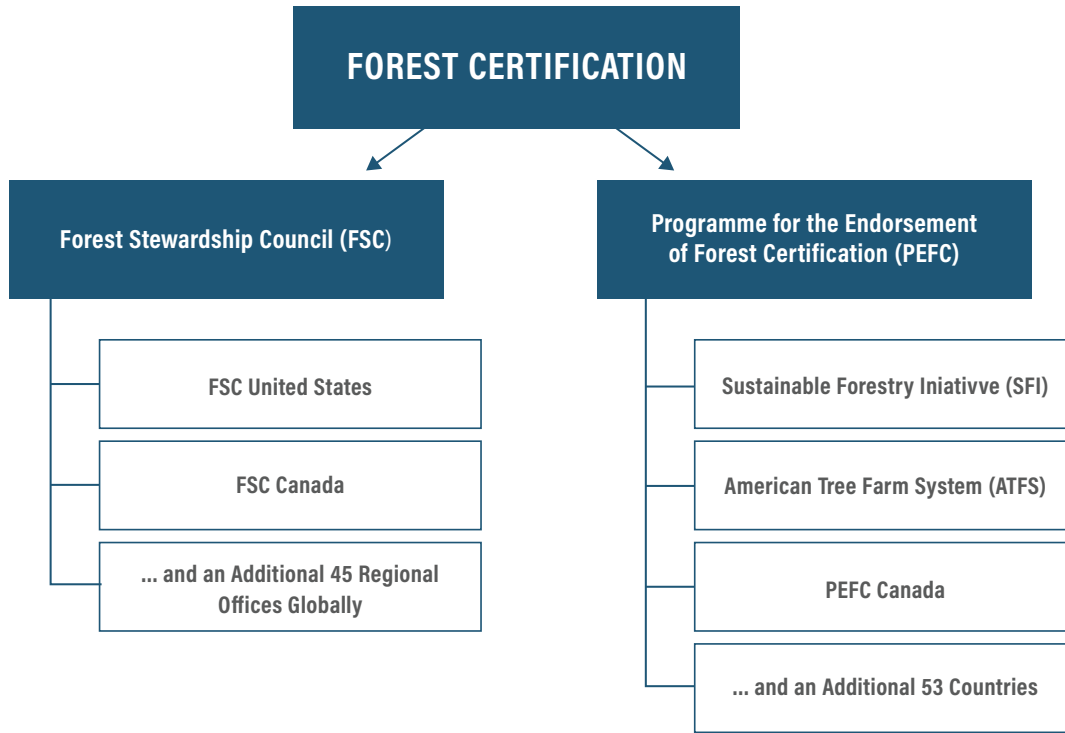 FOREST CERTIFICATION
Forest Stewardship Council (FSC)
FSC United States
FSC Canada
... and an Additional 45 Regional
Offices Globally
Programme for the Endorsement
of Forest Certification (PEFC)
Sustainable Forestry Iniativve (SFI)
American Tree Farm System (ATFS)
PEFC Canada
... and an Additional 53 Countries